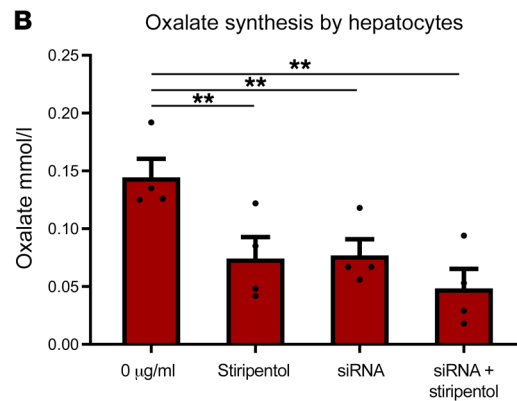 B
Oxalate synthesis by hepatocytes
**
**
**
Oxalate mmol/l
0.25
0.20
0.15
0.10
0.05
0.00
0 µg/ml
Stiripentol
siRNA
siRNA +
stiripentol